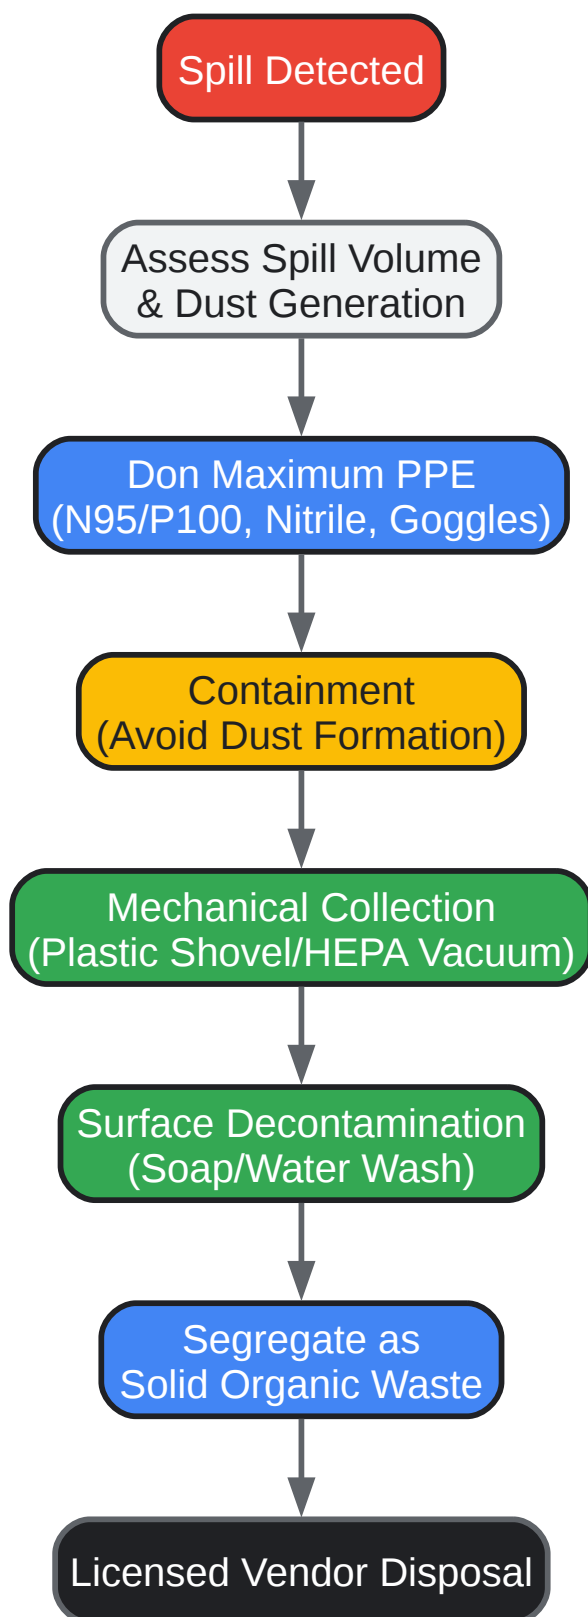 Spill Detected
Assess Spill Volume
& Dust Generation
Don Maximum PPE
(N95/P100, Nitrile, Goggles)
Containment
(Avoid Dust Formation)
Mechanical Collection
(Plastic Shovel/HEPA Vacuum)
Surface Decontamination
(Soap/Water Wash)
Segregate as
Solid Organic Waste
Licensed Vendor Disposal